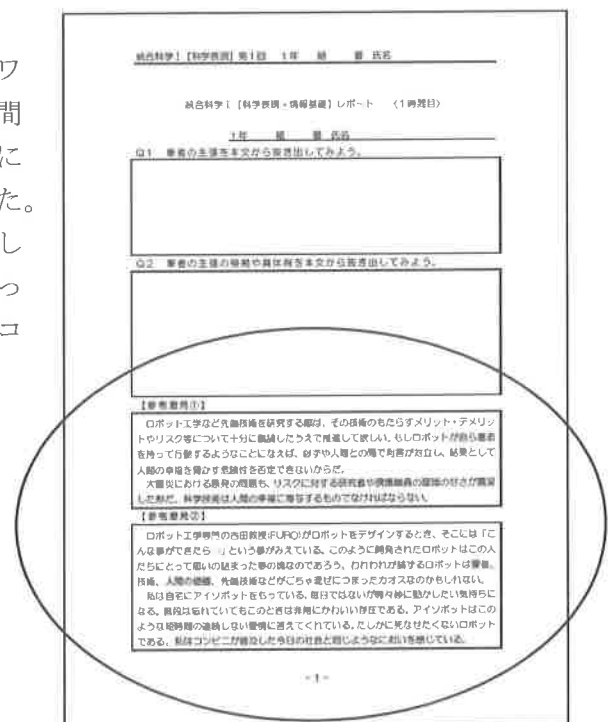 ワ
間
に
た。
し
っ
コ
統合科学Ⅰ【科学表現】第1回 1年 組 番 氏名
統合科学Ⅰ【科学表現・情報基礎】レポート 〈1時間目〉
1年 組 番 氏名
Q1 筆者の主張を本文から抜き出してみよう。
Q2 筆者の主張の根拠や具体例を本文から抜き出してみよう。
【参考意見①】
ロボット工学など先端技術を研究する際は、その技術のもたらすメリット・デメリッ
トやリスク等について十分に議論したうえで推進して欲しい。もしロボットが自ら意志
を持って行動するようなことになえば、必ずや人間との間で利害が対立し、結果として
人間の幸福を脅かす危険性を否定できないからだ。
大震災における原発の問題も、リスクに対する研究者や
した形だ。科学技術は人間の幸福に寄与するものでなければならない。
【参考意見②】
ロボット工学専門の古田教授(FURO)がロボットをデザインするとき、そこには「こ
んな事ができたら」という夢がみえている。このように開発されたロボットはこの人
たちにとって願いの詰まった夢の塊なのであろう。われわれが接するロボットは
技術、人間の、先端技術などがごちゃ混ぜにつまったカオスなのかもしれない。
私は自宅にアイソボットをもっている。毎日ではないが時々妙に動かしたい気持ちに
なる。普段は忘れていてもこのときは非常にかわいい存在である。アイソボットはこの
ような短時間の連続しない愛情に答えてくれている。たしかに死なせたくないロボット
である。私はコンビニが普及した今日の社会と同じようなにおいを感じている。
-1-